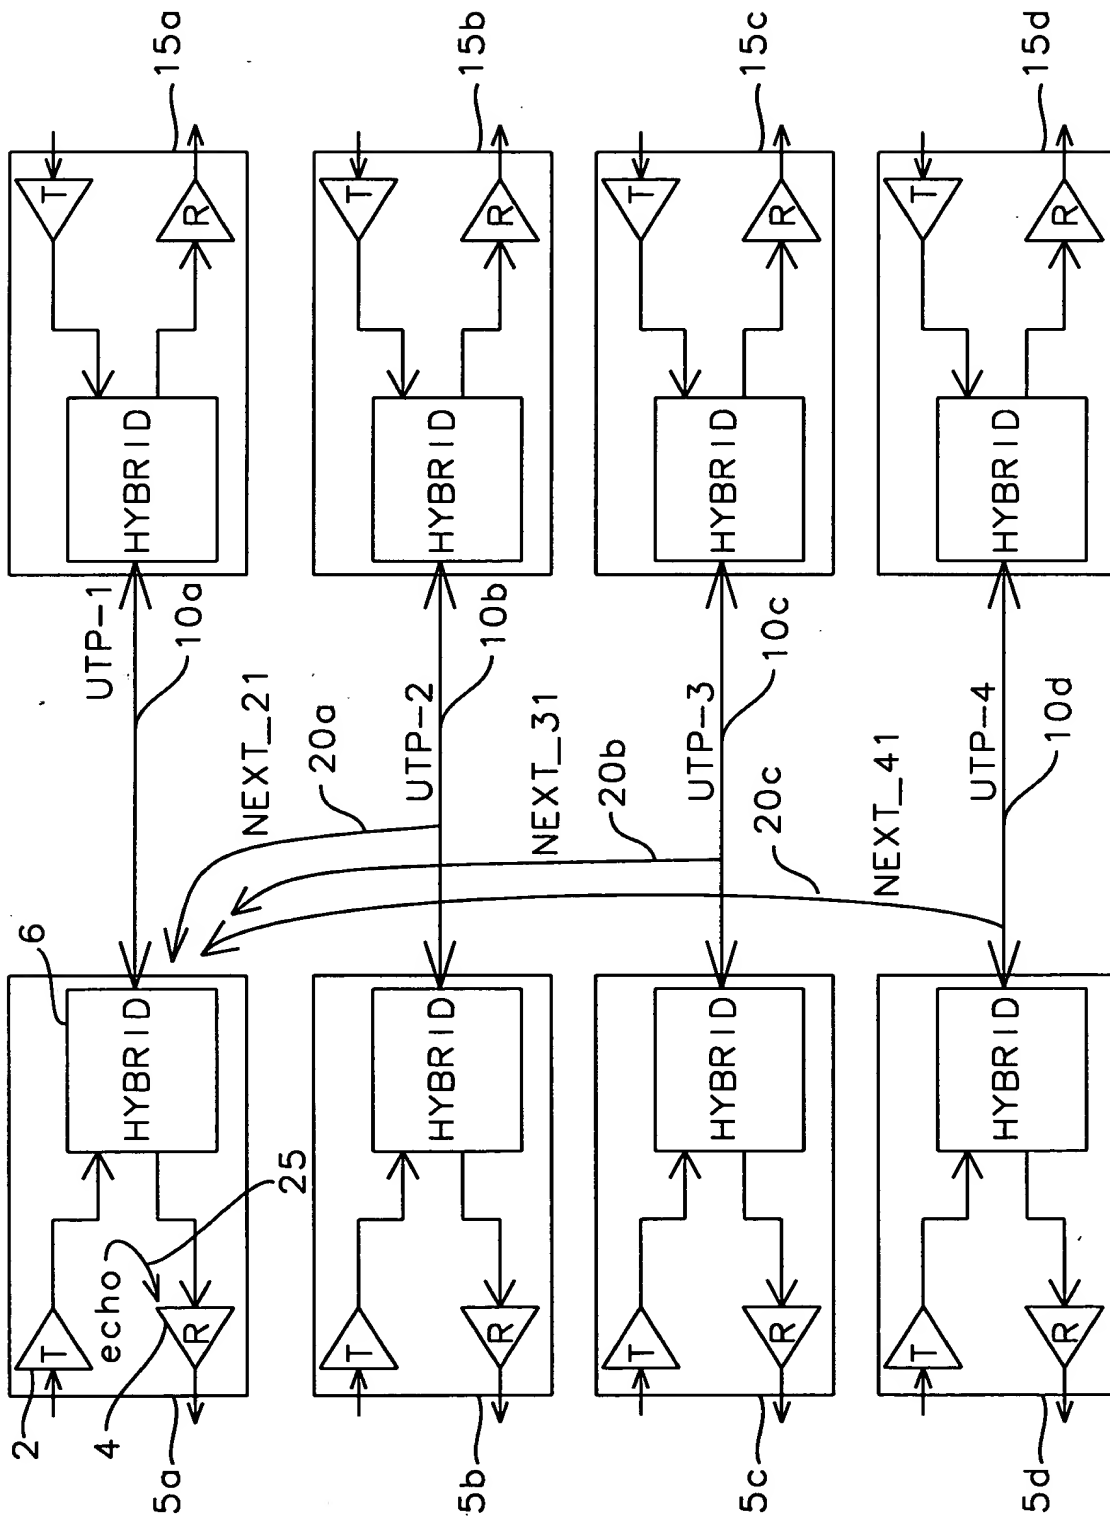 2
T
echo
4
R
25
6
HYBRID
5a
UTP-1
10a
HYBRID
T
R
15a
NEXT_21
20a
T
R
HYBRID
5b
UTP-2
10b
HYBRID
T
R
15b
NEXT_31
20b
T
R
HYBRID
5c
UTP-3
10c
HYBRID
T
R
15c
20c
NEXT_41
T
R
HYBRID
5d
UTP-4
10d
HYBRID
T
R
15d